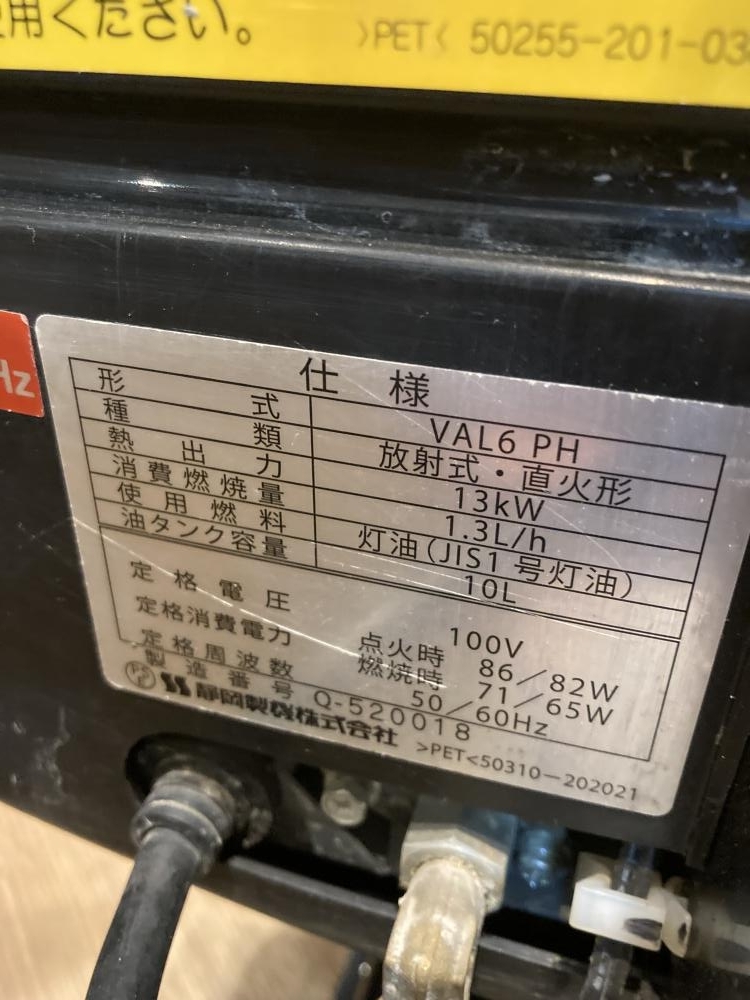 用ください。
>PET< 50255-201-03
Hz
仕様
形式 VAL6 PH
種類 放射式・直火形
熱出力 13kW
消費燃焼量 1.3L/h
使用燃料 灯油(JIS1号灯油)
油タンク容量 10L
定格電圧 100V
定格消費電力 点火時 86/82W
燃焼時 71/65W
定格周波数 50/60Hz
製造番号 Q-520018
静岡製機株式会社 >PET<50310-202021